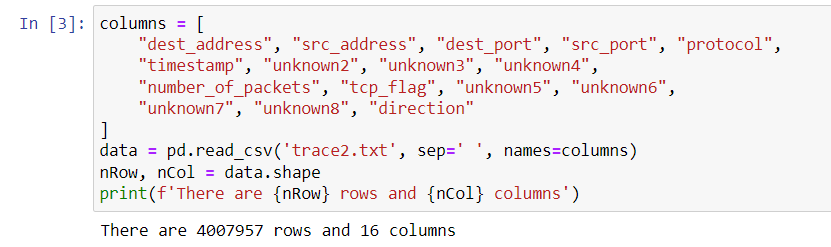 In [3]: columns = [
"dest_address", "src_address", "dest_port", "src_port", "protocol",
"timestamp", "unknown2", "unknown3", "unknown4",
"number_of_packets", "tcp_flag", "unknown5", "unknown6",
"unknown7", "unknown8", "direction"
]
data = pd.read_csv('trace2.txt', sep=' ', names=columns)
nRow, nCol = data.shape
print(f'There are {nRow} rows and {nCol} columns')
There are 4007957 rows and 16 columns